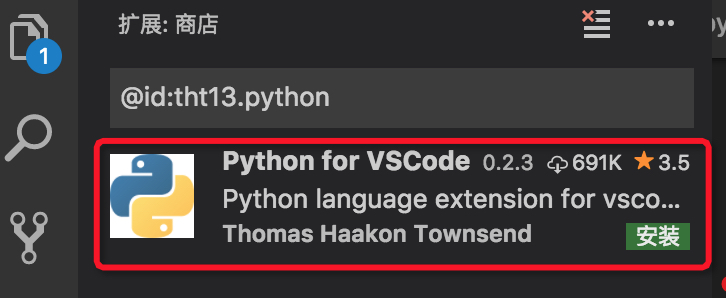 扩展: 商店
1
@id:tht13.python
Python for VSCode 0.2.3 691K 3.5
Python language extension for vsco...
Thomas Haakon Townsend 安装